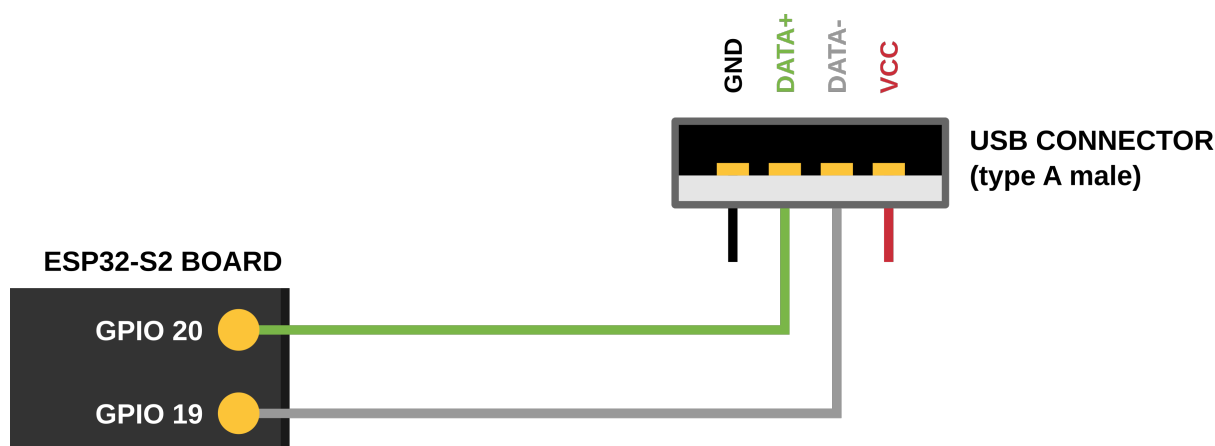 GND
DATA+
DATA-
VCC
USB CONNECTOR
(type A male)
ESP32-S2 BOARD
GPIO 20
GPIO 19